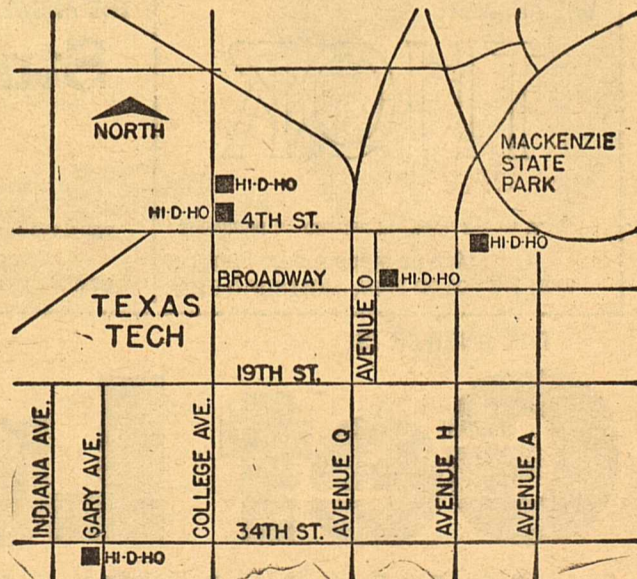 NORTH
MACKENZIE
STATE
PARK
HI-D-HO
HI-D-HO
4TH ST.
HI-D-HO
BROADWAY
HI-D-HO
AVENUE O
TEXAS
TECH
19TH ST.
INDIANA AVE.
GARY AVE.
COLLEGE AVE.
AVENUE Q
AVENUE H
AVENUE A
34TH ST.
HI-D-HO